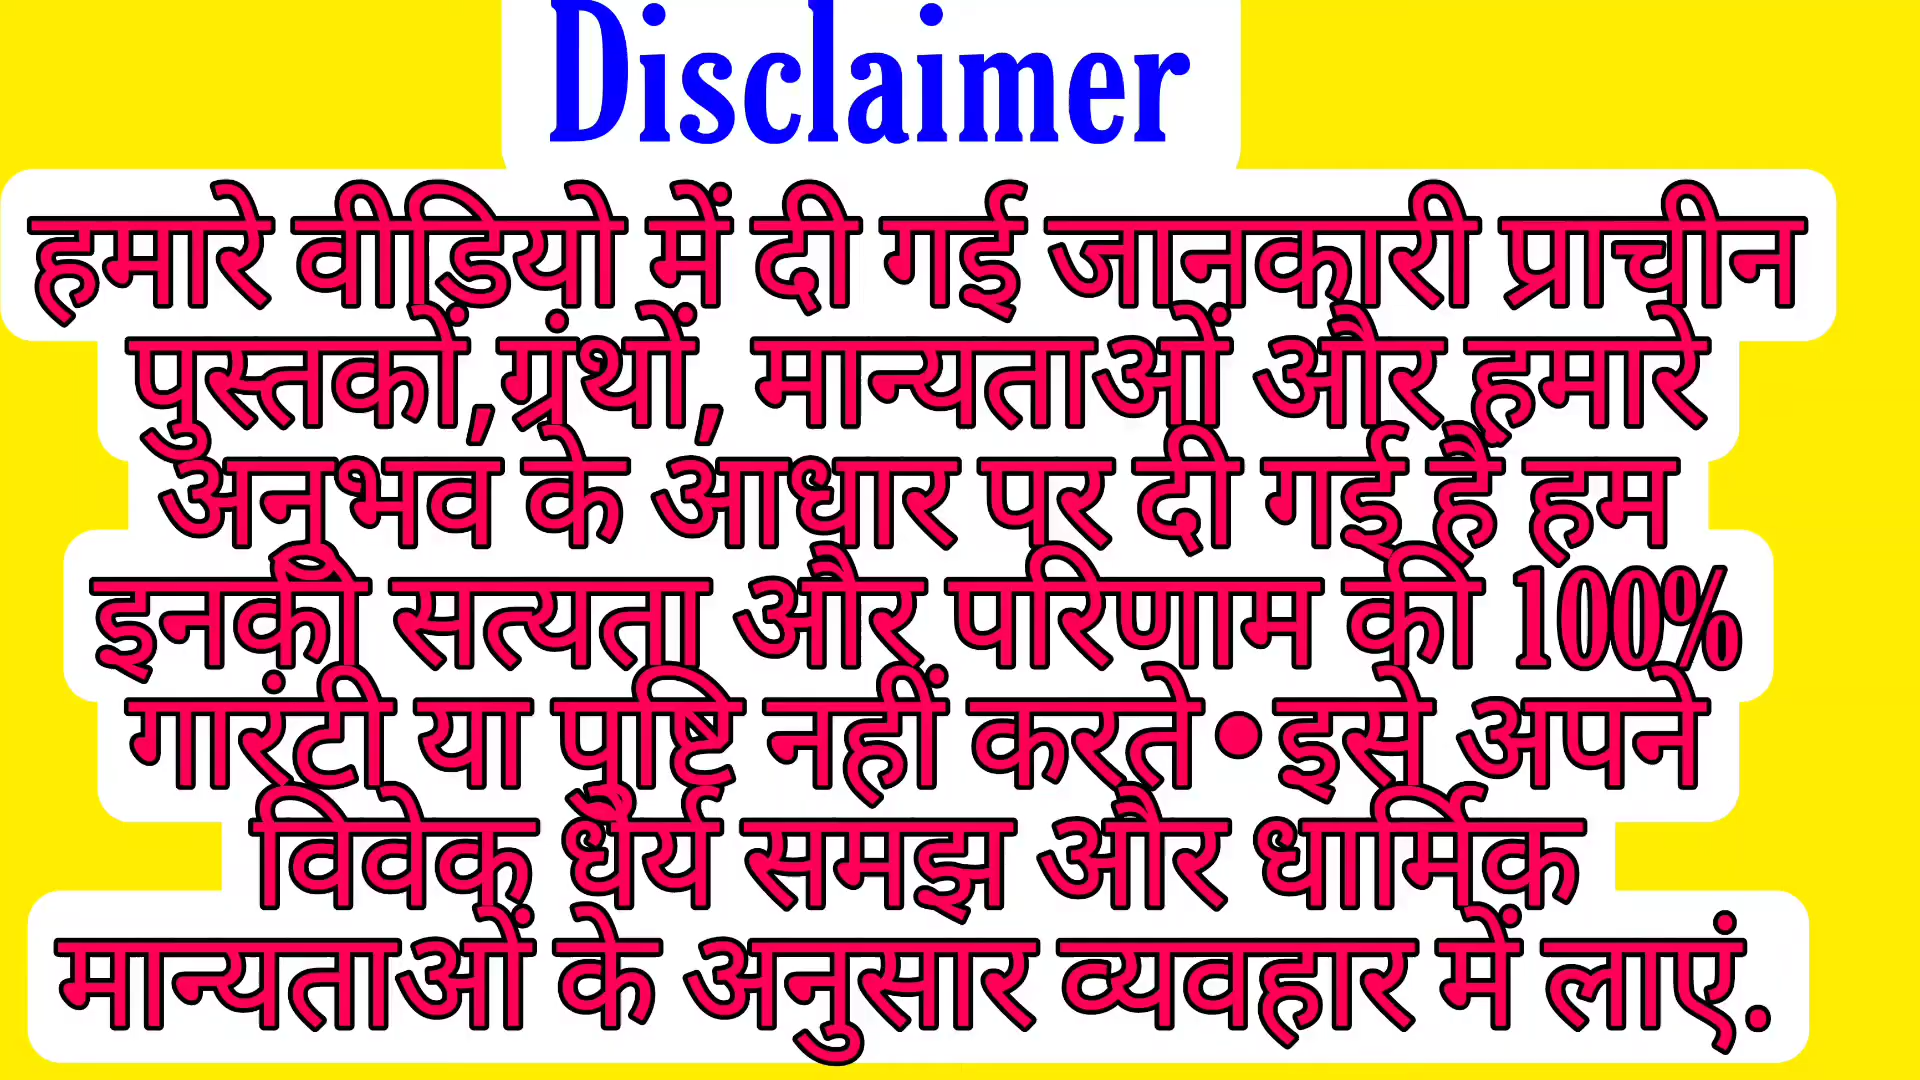 Disclaimer
हमारे वीडियो में दी गई जानकारी प्राचीन
पुस्तकों,ग्रंथों, मान्यताओं और हमारे
अनुभव के आधार पर दी गई है हम
इनकी सत्यता और परिणाम की 100%
गारंटी या पुष्टि नहीं करते•इसे अपने
विवेक धैर्य समझ और धार्मिक
मान्यताओं के अनुसार व्यवहार में लाएं.